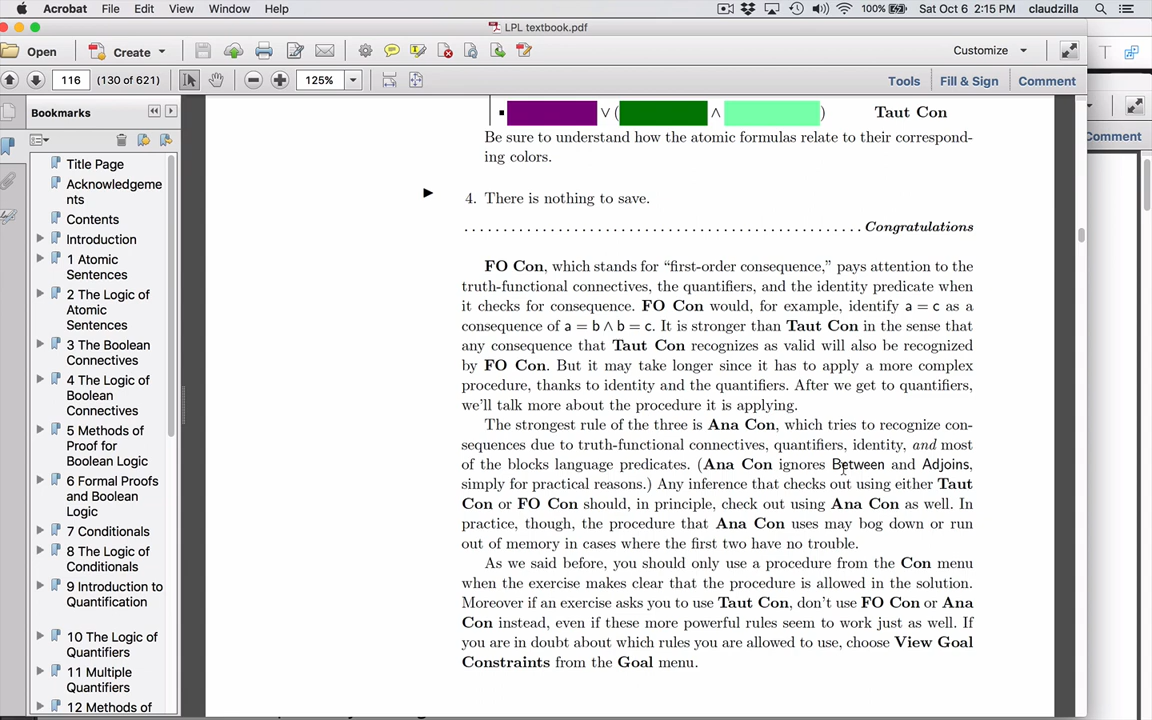 Acrobat File Edit View Window Help 100% Sat Oct 6 2:15 PM claudzilla
LPL textbook.pdf
Open Create Customize
116 (130 of 621) 125% Tools Fill & Sign Comment
Bookmarks
Title Page
Acknowledgeme
nts
Contents
Introduction
1 Atomic
Sentences
2 The Logic of
Atomic
Sentences
3 The Boolean
Connectives
4 The Logic of
Boolean
Connectives
5 Methods of
Proof for
Boolean Logic
6 Formal Proofs
and Boolean
Logic
7 Conditionals
8 The Logic of
Conditionals
9 Introduction to
Quantification
10 The Logic of
Quantifiers
11 Multiple
Quantifiers
12 Methods of
∨ ( ∧ ) Taut Con
Be sure to understand how the atomic formulas relate to their correspond-
ing colors.
4. There is nothing to save.
Congratulations
FO Con, which stands for “first-order consequence,” pays attention to the
truth-functional connectives, the quantifiers, and the identity predicate when
it checks for consequence. FO Con would, for example, identify a = c as a
consequence of a = b ∧ b = c. It is stronger than Taut Con in the sense that
any consequence that Taut Con recognizes as valid will also be recognized
by FO Con. But it may take longer since it has to apply a more complex
procedure, thanks to identity and the quantifiers. After we get to quantifiers,
we’ll talk more about the procedure it is applying.
The strongest rule of the three is Ana Con, which tries to recognize con-
sequences due to truth-functional connectives, quantifiers, identity, and most
of the blocks language predicates. (Ana Con ignores Between and Adjoins,
simply for practical reasons.) Any inference that checks out using either Taut
Con or FO Con should, in principle, check out using Ana Con as well. In
practice, though, the procedure that Ana Con uses may bog down or run
out of memory in cases where the first two have no trouble.
As we said before, you should only use a procedure from the Con menu
when the exercise makes clear that the procedure is allowed in the solution.
Moreover if an exercise asks you to use Taut Con, don’t use FO Con or Ana
Con instead, even if these more powerful rules seem to work just as well. If
you are in doubt about which rules you are allowed to use, choose View Goal
Constraints from the Goal menu.
Comment